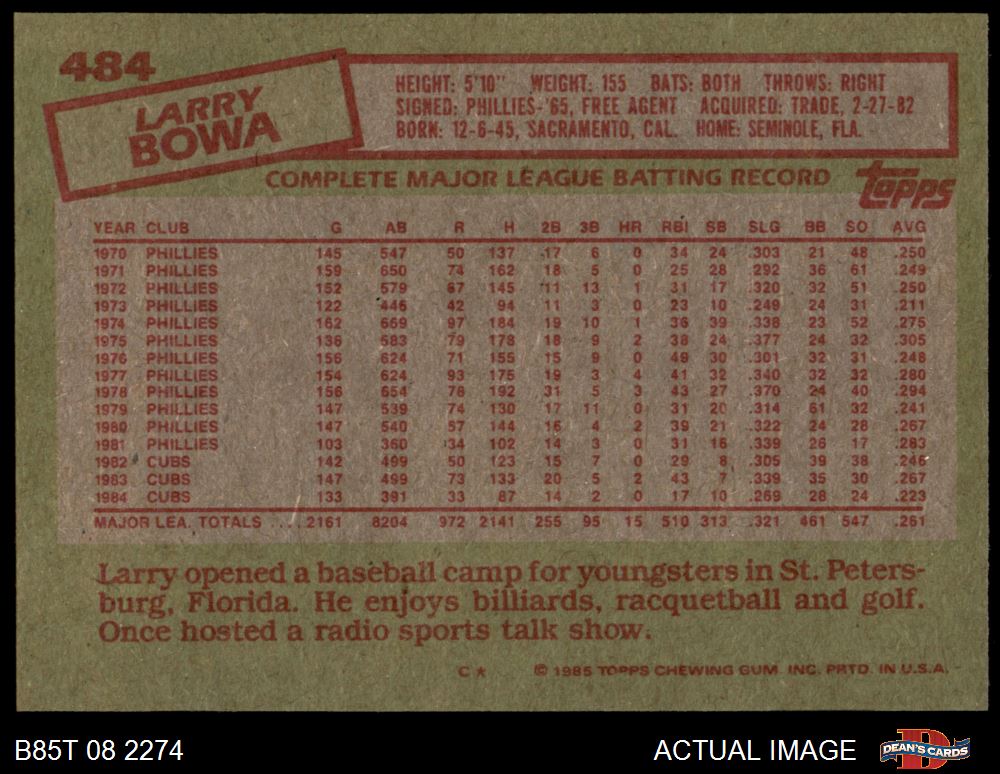 484
LARRY
BOWA
HEIGHT: 5'10" WEIGHT: 155 BATS: BOTH THROWS: RIGHT
SIGNED: PHILLIES-'65, FREE AGENT ACQUIRED: TRADE, 2-27-82
BORN: 12-6-45, SACRAMENTO, CAL. HOME: SEMINOLE, FLA.
COMPLETE MAJOR LEAGUE BATTING RECORD topps
YEAR CLUB G AB R H 2B 3B HR RBI SB SLG BB SO AVG
1970 PHILLIES 145 547 50 137 17 6 0 34 24 .303 21 48 .250
1971 PHILLIES 159 650 74 162 18 5 0 25 28 .292 36 61 .249
1972 PHILLIES 152 579 67 145 11 13 1 31 17 .320 32 51 .250
1973 PHILLIES 122 446 42 94 11 3 0 23 10 .249 24 31 .211
1974 PHILLIES 162 669 97 184 19 10 1 36 39 .338 23 52 .275
1975 PHILLIES 136 583 79 178 18 9 2 38 24 .377 24 32 .305
1976 PHILLIES 156 624 71 155 15 9 0 49 30 .301 32 31 .248
1977 PHILLIES 154 624 93 175 19 3 4 41 32 .340 32 32 .280
1978 PHILLIES 156 654 78 192 31 5 3 43 27 .370 24 40 .294
1979 PHILLIES 147 539 74 130 17 11 0 31 20 .314 61 32 .241
1980 PHILLIES 147 540 57 144 16 4 2 39 21 .322 24 28 .267
1981 PHILLIES 103 360 34 102 14 3 0 31 16 .339 26 17 .283
1982 CUBS 142 499 50 123 15 7 0 29 8 .305 39 38 .246
1983 CUBS 147 499 73 133 20 5 2 43 7 .339 35 30 .267
1984 CUBS 133 391 33 87 14 2 0 17 10 .269 28 24 .223
MAJOR LEA. TOTALS .... 2161 8204 972 2141 255 95 15 510 313 .321 461 547 .261
Larry opened a baseball camp for youngsters in St. Peters-
burg, Florida. He enjoys billiards, racquetball and golf.
Once hosted a radio sports talk show.
C* © 1985 TOPPS CHEWING GUM, INC. PRTD. IN U.S.A.
B85T 08 2274 ACTUAL IMAGE DEAN'S CARDS